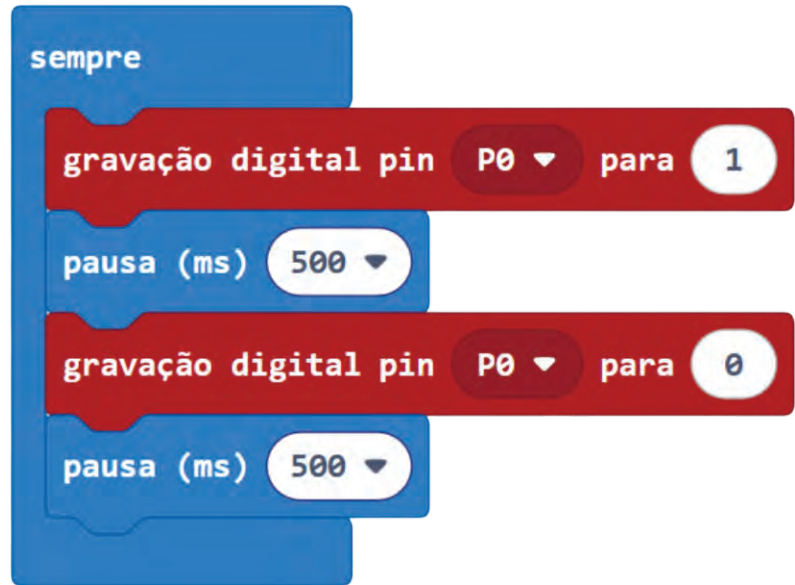 sempre
gravação digital pin P0 para 1
pausa (ms) 500
gravação digital pin P0 para 0
pausa (ms) 500